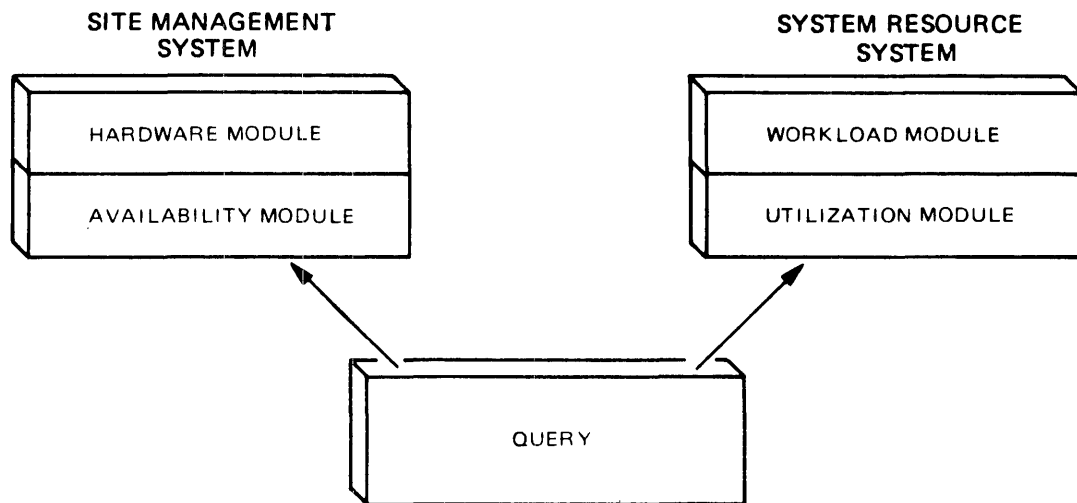 SITE MANAGEMENT
SYSTEM
HARDWARE MODULE
AVAILABILITY MODULE
SYSTEM RESOURCE
SYSTEM
WORKLOAD MODULE
UTILIZATION MODULE
QUERY